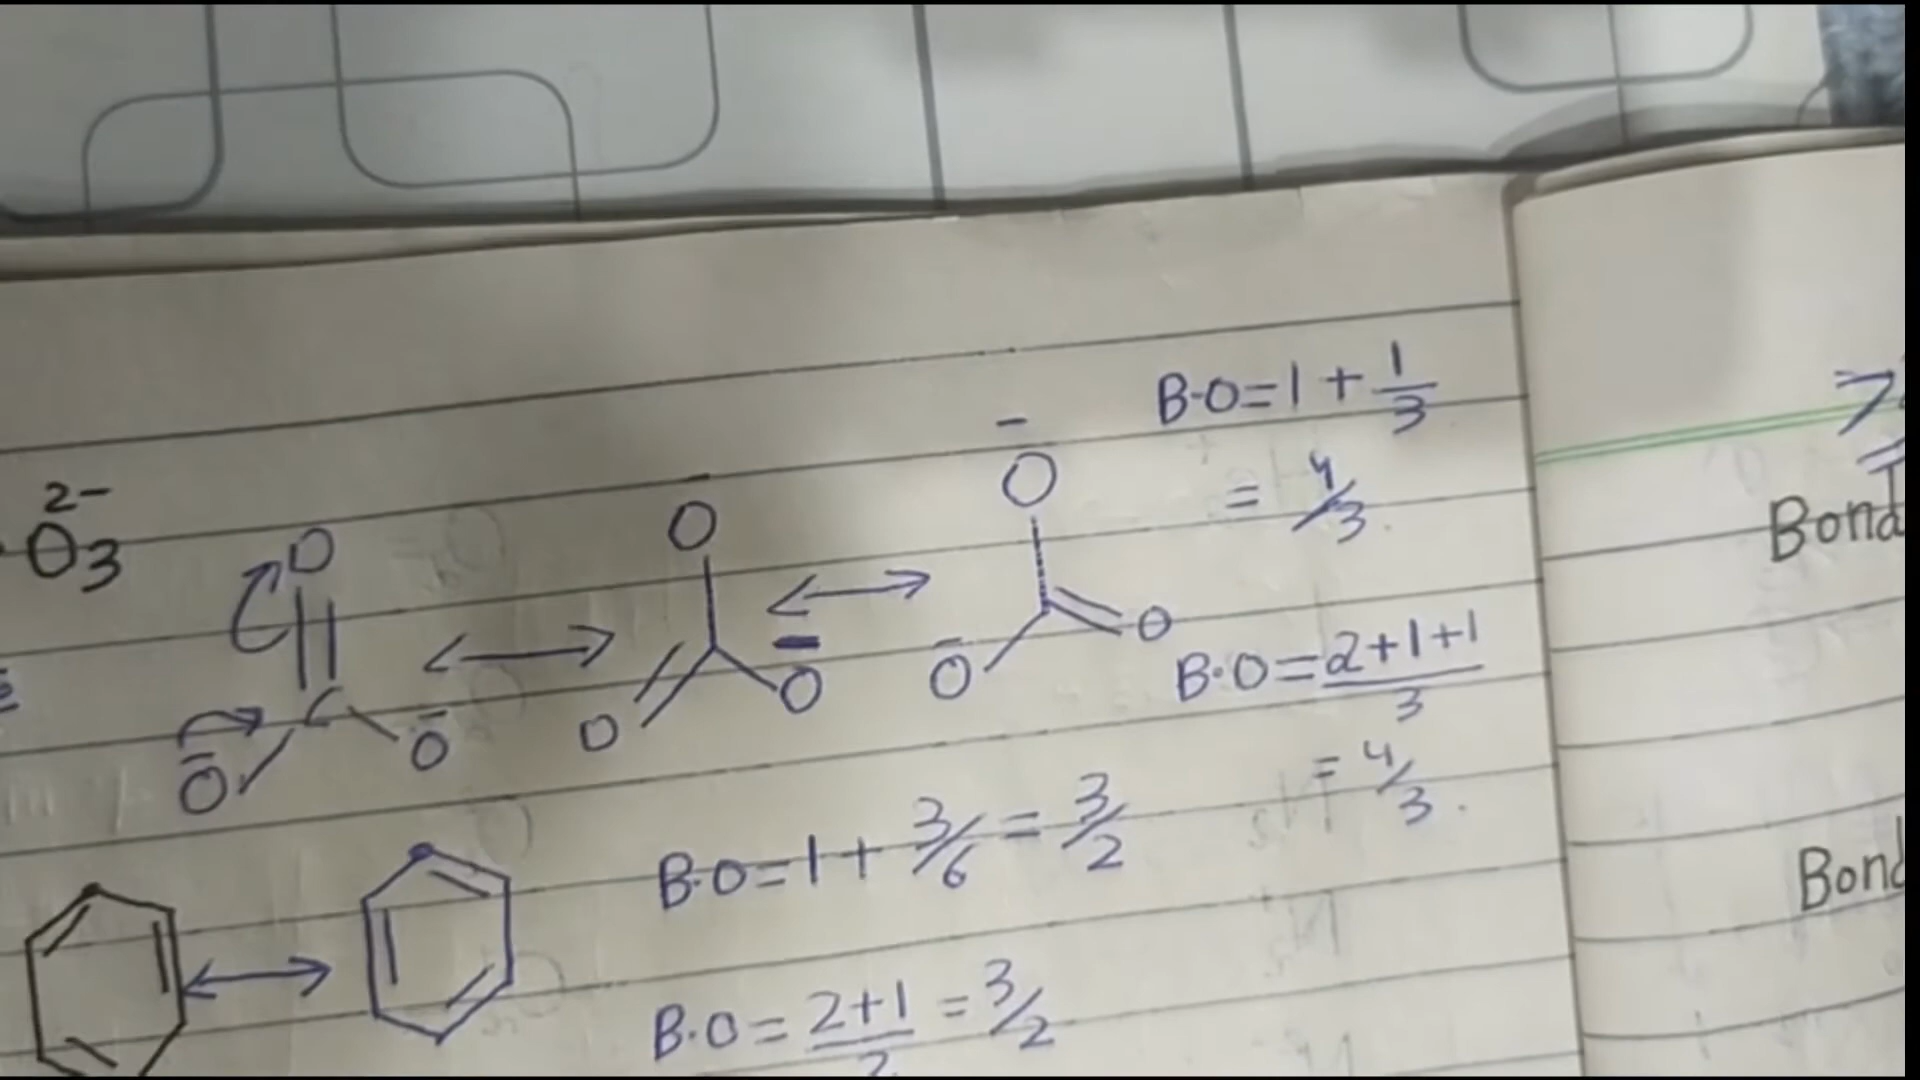 B.O=1+1/3
2-
O3
= 4/3.
O
O
O
C
O
O
O
O
O
O
B.O=2+1+1/3
= 4/3.
B.O=1+3/6=3/2
B.O=2+1/2=3/2
Bond
Bond